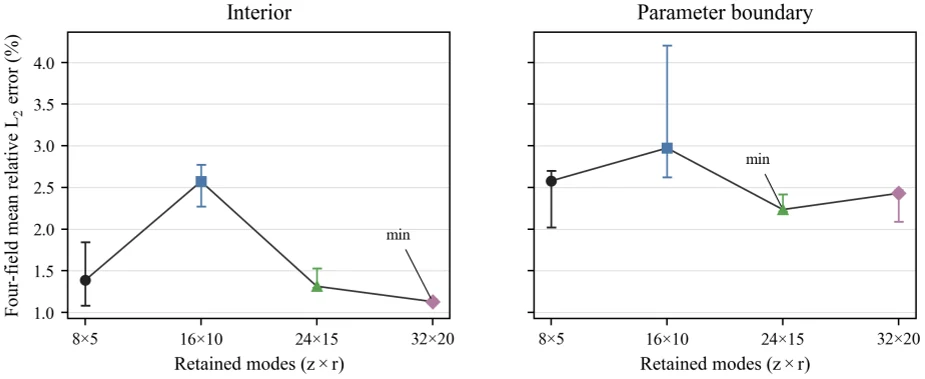 Interior
Four-field mean relative L₂ error (%)
4.0
3.5
3.0
2.5
2.0
1.5
1.0
min
8×5 16×10 24×15 32×20
Retained modes (z × r)
Parameter boundary
min
8×5 16×10 24×15 32×20
Retained modes (z × r)